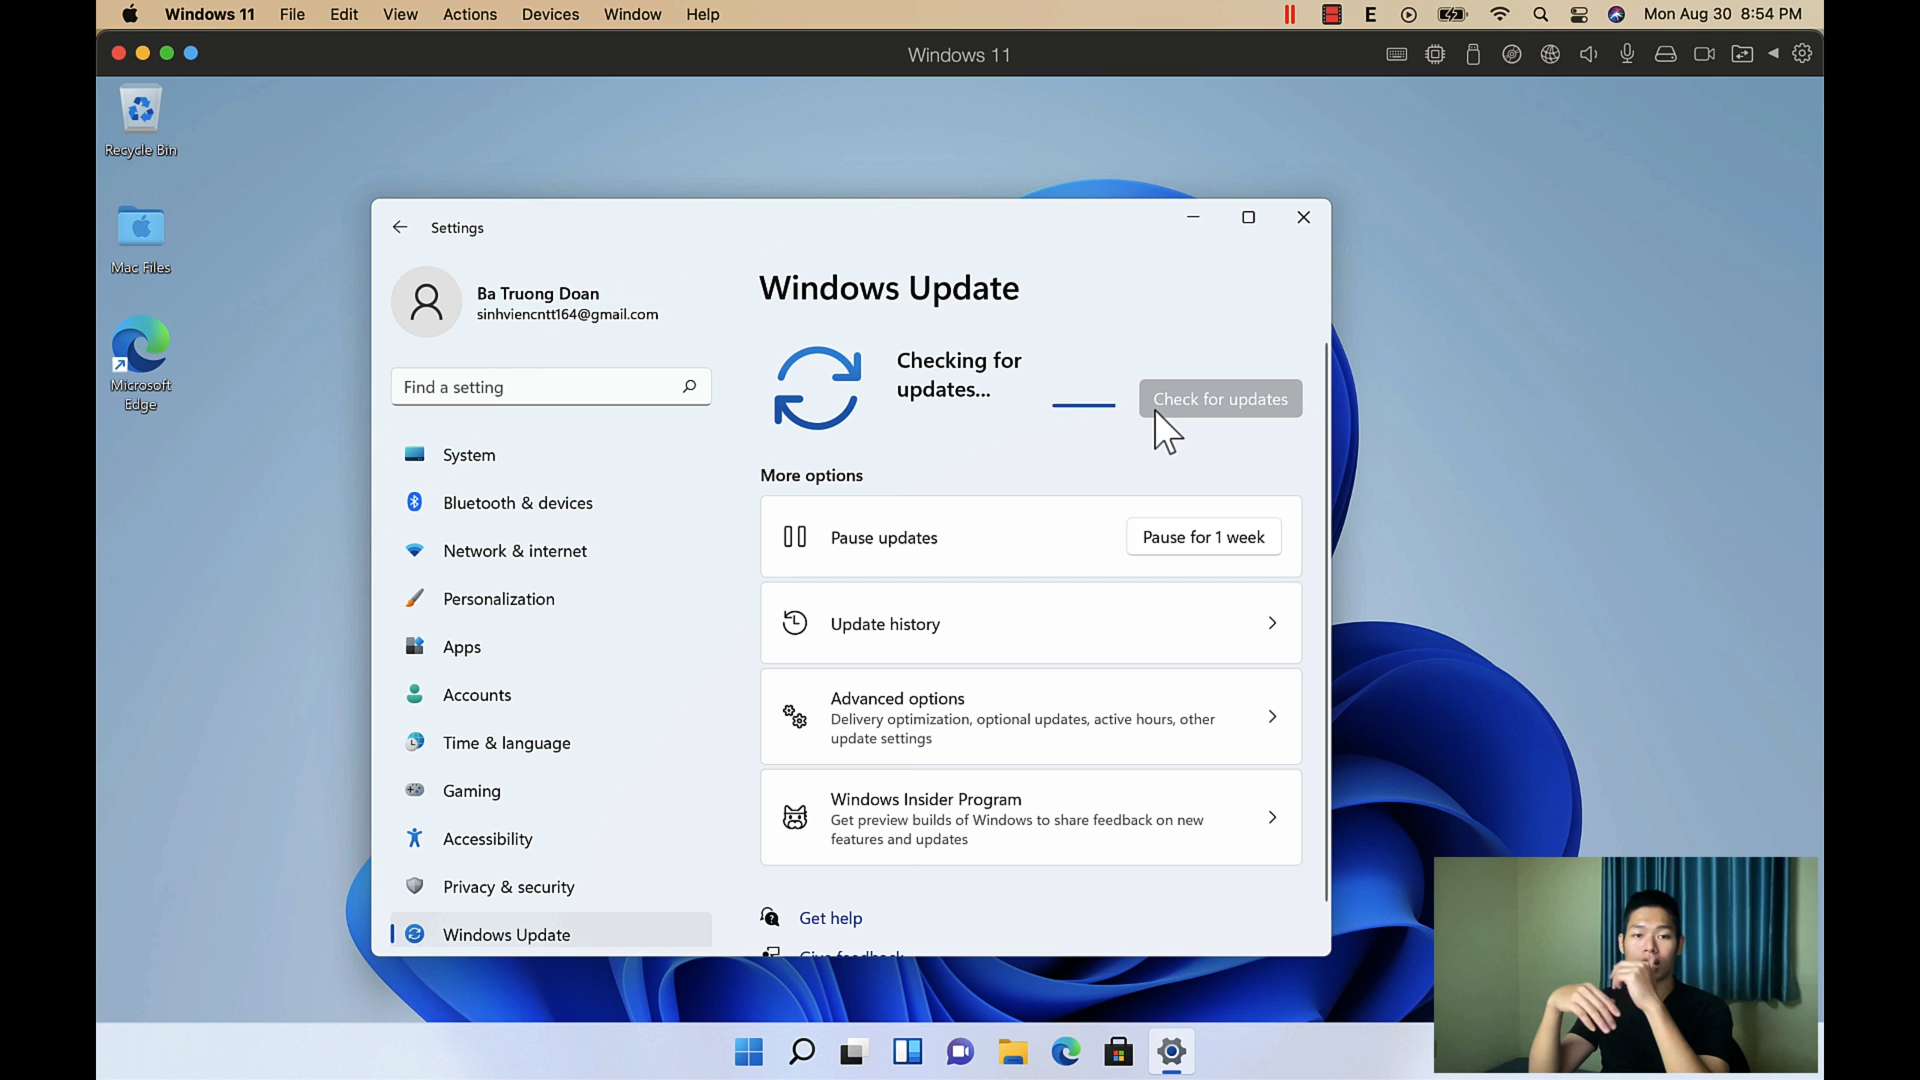 Windows 11 File Edit View Actions Devices Window Help E Mon Aug 30 8:54 PM
Windows 11
Recycle Bin
Mac Files
Microsoft
Edge
Settings
Ba Truong Doan
sinhviencntt164@gmail.com
Find a setting
System
Bluetooth & devices
Network & internet
Personalization
Apps
Accounts
Time & language
Gaming
Accessibility
Privacy & security
Windows Update
Windows Update
Checking for
updates...
Check for updates
More options
Pause updates
Pause for 1 week
Update history
Advanced options
Delivery optimization, optional updates, active hours, other
update settings
Windows Insider Program
Get preview builds of Windows to share feedback on new
features and updates
Get help
Give feedback